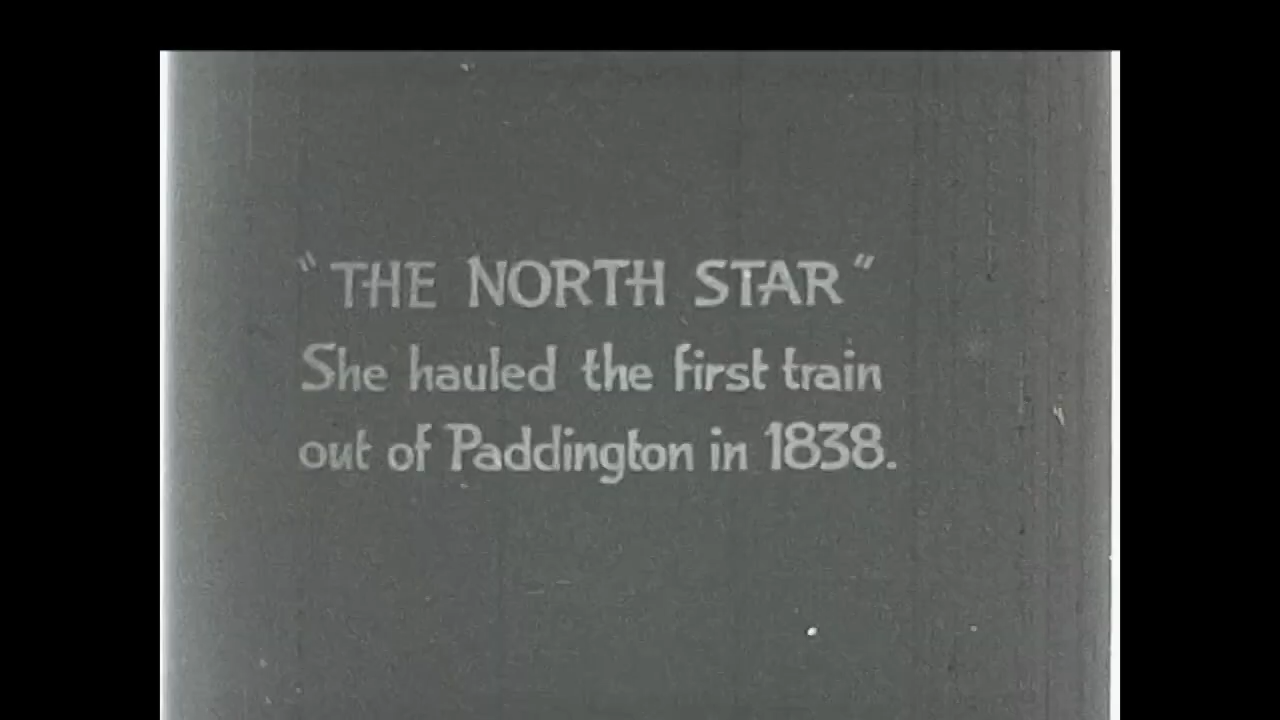 "THE NORTH STAR"
She hauled the first train
out of Paddington in 1838.